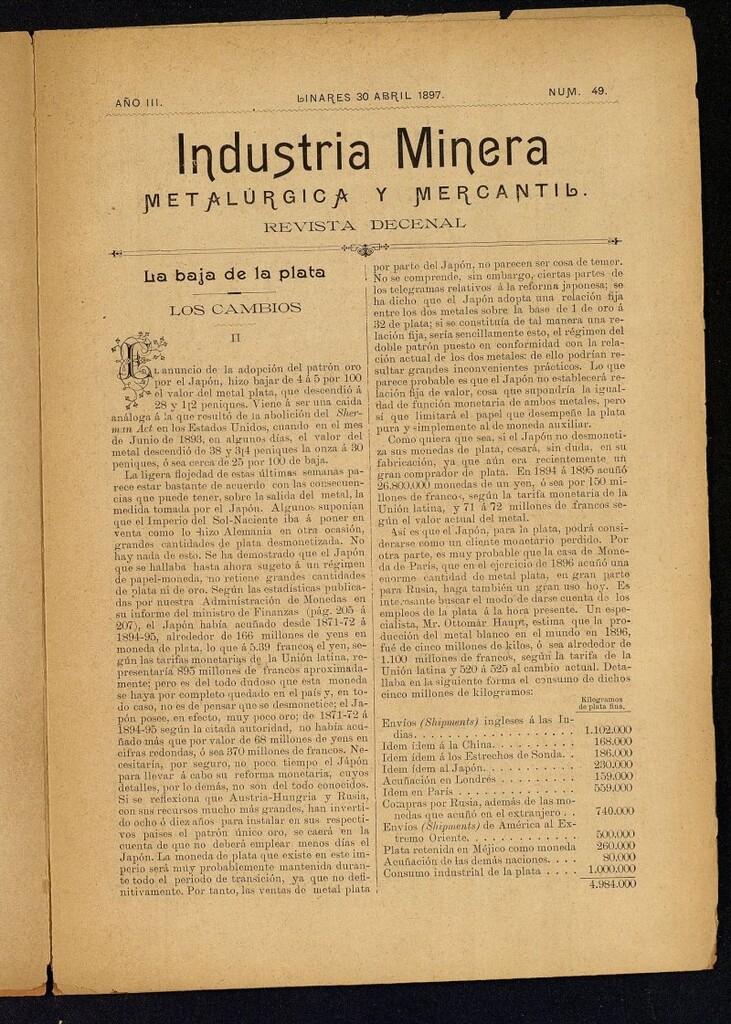 AÑO III.
LINARES 30 ABRIL 1897.
NUM. 49.
Industria Minera
METALÚRGICA Y MERCANTIL.
REVISTA DECENAL
La baja de la plata
LOS CAMBIOS
II
EL anuncio de la adopción del patrón oro
por el Japón, hizo bajar de 4 á 5 por 100
el valor del metal plata, que descendió á
28 y 1¡2 peniques. Viene á ser una caida
análoga á la que resultó de la abolición del Sher-
man Act en los Estados Unidos, cuando en el mes
de Junio de 1893, en algunos días, el valor del
metal descendió de 38 y 3¡4 peniques la onza á 30
peniques, ó sea cerca de 25 por 100 de baja.
La ligera flojedad de estas últimas semanas pa-
rece estar bastante de acuerdo con las consecuen-
cias que puede tener, sobre la salida del metal, la
medida tomada por el Japón. Algunos suponían
que el Imperio del Sol-Naciente iba á poner en
venta como lo hizo Alemania en otra ocasión,
grandes cantidades de plata desmonetizada. No
hay nada de esto. Se ha demostrado que el Japón
que se hallaba hasta ahora sugeto á un régimen
de papel-moneda, no retiene grandes cantidades
de plata ni de oro. Según las estadísticas publica-
das por nuestra Administración de Monedas en
su informe del ministro de Finanzas (pág. 205 á
207), el Japón había acuñado desde 1871-72 á
1894-95, alrededor de 166 millones de yens en
moneda de plata, lo que á 5.39 francos el yen, se-
gún las tarifas monetarias de la Unión latina, re-
presentaría 895 millones de francos aproximada-
mente; pero es del todo dudoso que esta moneda
se haya por completo quedado en el país y, en to-
do caso, no es de pensar que se desmonetice; el Ja-
pón posee, en efecto, muy poco oro; de 1871-72 á
1894-95 según la citada autoridad, no había acu-
ñado más que por valor de 68 millones de yens en
cifras redondas, ó sea 370 millones de francos. Ne-
cesitaría, por seguro, no poco tiempo el Japón
para llevar á cabo su reforma monetaria, cuyos
detalles, por lo demás, no son del todo conocidos.
Si se reflexiona que Austria-Hungria y Rusia,
con sus recursos mucho más grandes, han inverti-
do ocho ó diez años para instalar en sus respecti-
vos paises el patrón único oro, se caerá en la
cuenta de que no deberá emplear menos días el
Japón. La moneda de plata que existe en este im-
perio será muy probablemente mantenida duran-
te todo el periodo de transición, ya que no defi-
nitivamente. Por tanto, las ventas de metal plata
por parte del Japón, no parecen ser cosa de temer.
No se comprende, sin embargo, ciertas partes de
los telegramas relativos á la reforma japonesa; se
ha dicho que el Japón adopta una relación fija
entre los dos metales sobre la base de 1 de oro á
32 de plata; si se constituía de tal manera una re-
lación fija, sería sencillamente esto, el régimen del
doble patrón puesto en conformidad con la rela-
ción actual de los dos metales: de ello podrían re-
sultar grandes inconvenientes prácticos. Lo que
parece probable es que el Japón no establecerá re-
lación fija de valor, cosa que supondría la igual-
dad de función monetaria de ambos metales, pero
sí que limitará el papel que desempeñe la plata
pura y simplemente al de moneda auxiliar.
Como quiera que sea, si el Japón no desmoneti-
za sus monedas de plata, cesará, sin duda, en su
fabricación, ya que aún era recientemente un
gran comprador de plata. En 1894 á 1895 acuñó
26.800.000 monedas de un yen, ó sea por 150 mi-
llones de francos, según la tarifa monetaria de la
Unión latina, y 71 á 72 millones de francos se-
gún el valor actual del metal.
Así es que el Japón, para la plata, podrá consi-
derarse como un cliente monetario perdido. Por
otra parte, es muy probable que la casa de Mone-
da de Paris, que en el ejercicio de 1896 acuñó una
enorme cantidad de metal plata, en gran parte
para Rusia, haga también un gran uso hoy. Es
interesante buscar el modo de darse cuenta de los
empleos de la plata á la hora presente. Un espe-
cialista, Mr. Ottomár Haupt, estima que la pro-
ducción del metal blanco en el mundo en 1896,
fué de cinco millones de kilos, ó sea alrededor de
1.100 millones de francos, según la tarifa de la
Unión latina y 520 á 525 al cambio actual. Deta-
llaba en la siguiente forma el consumo de dichos
cinco millones de kilogramos:
Kilogramos
de plata fina.
Envíos (Shipments) ingleses á las In-
dias. . . . . . . . . . . . . . . . . . 1.102.000
Idem ídem á la China. . . . . . . . . . 168.000
Idem ídem á los Estrechos de Sonda. . 186.000
Idem ídem al Japón. . . . . . . . . . . 230.000
Acuñación en Londrés . . . . . . . . . 159.000
Idem en París. . . . . . . . . . . . . . 559.000
Compras por Rusia, además de las mo-
nedas que acuñó en el extranjero . . 740.000
Envíos (Shipments) de América al Ex-
tremo Oriente. . . . . . . . . . . . . 500.000
Plata retenida en Méjico como moneda 260.000
Acuñación de las demás naciones. . . . 80.000
Consumo industrial de la plata . . . . 1.000.000
4.984.000